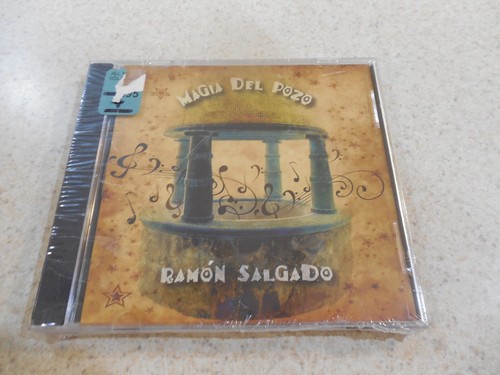 MAGIA DEL POZO
RAMÓN SALGADO